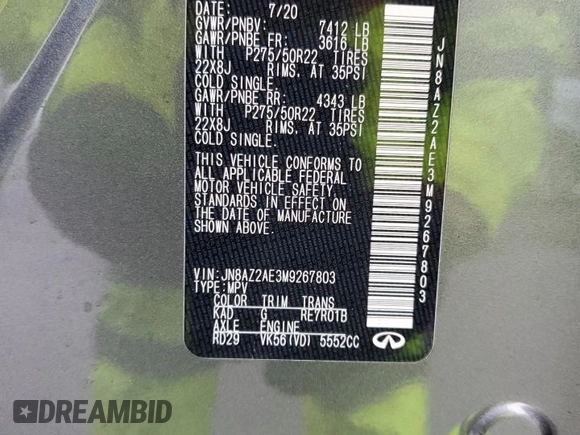 DATE: 7/20
GVWR/PNBV: 7412 LB
GAWR/PNBE FR: 3616 LB
WITH P275/50R22 TIRES
22X8J RIMS, AT 35PSI
COLD SINGLE.
GAWR/PNBE RR: 4343 LB
WITH P275/50R22 TIRES
22X8J RIMS, AT 35PSI
COLD SINGLE.
THIS VEHICLE CONFORMS TO
ALL APPLICABLE FEDERAL
MOTOR VEHICLE SAFETY
STANDARDS IN EFFECT ON
THE DATE OF MANUFACTURE
SHOWN ABOVE.
VIN: JN8AZ2AE3M9267803
TYPE: MPV
COLOR TRIM TRANS
KAD G RE7R01B
AXLE ENGINE
RD29 VK56(VD) 5552CC
JN8AZ2AE3M9267803
DREAMBID